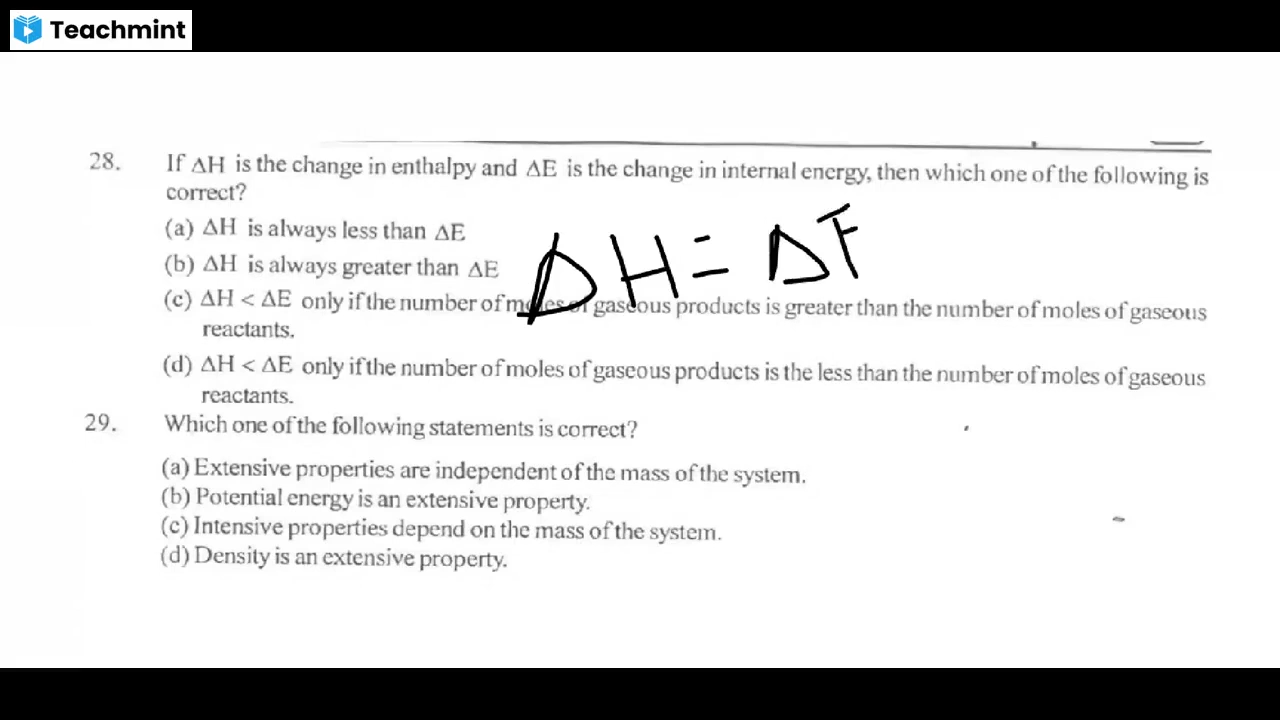 Teachmint
28. If ΔH is the change in enthalpy and ΔE is the change in internal energy, then which one of the following is
correct?
(a) ΔH is always less than ΔE
(b) ΔH is always greater than ΔE
ΔH = ΔF
(c) ΔH < ΔE only if the number of moles of gaseous products is greater than the number of moles of gaseous
reactants.
(d) ΔH < ΔE only if the number of moles of gaseous products is the less than the number of moles of gaseous
reactants.
29. Which one of the following statements is correct?
(a) Extensive properties are independent of the mass of the system.
(b) Potential energy is an extensive property.
(c) Intensive properties depend on the mass of the system.
(d) Density is an extensive property.